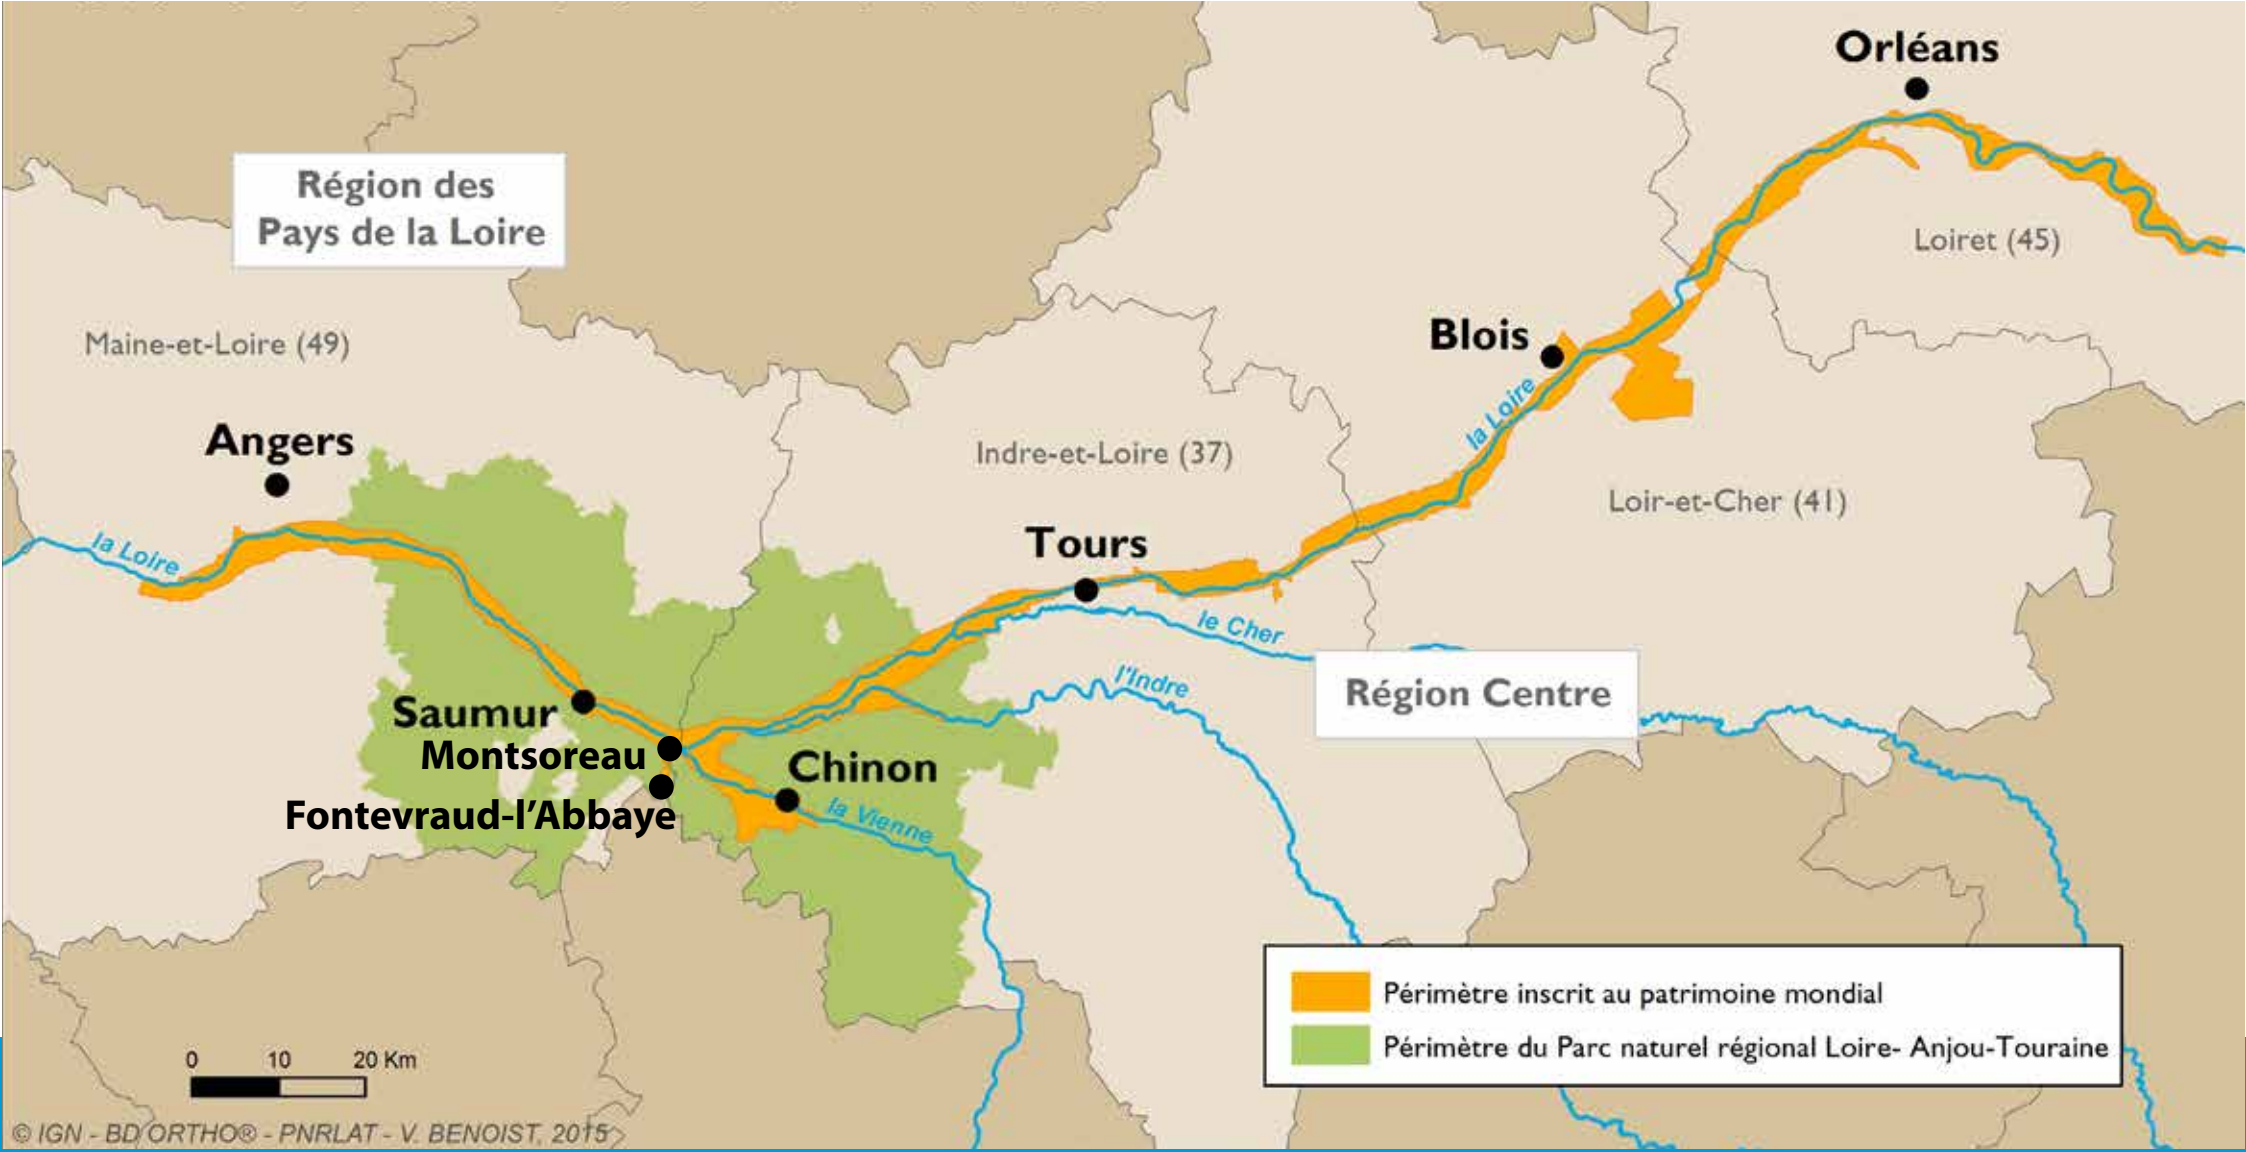 Orléans
Région des
Pays de la Loire
Loiret (45)
Maine-et-Loire (49)
Blois
la Loire
Angers
Indre-et-Loire (37)
Loir-et-Cher (41)
la Loire
Tours
le Cher
l'Indre
Région Centre
Saumur
Montsoreau
Chinon
Fontevraud-l'Abbaye
la Vienne
Périmètre inscrit au patrimoine mondial
Périmètre du Parc naturel régional Loire- Anjou-Touraine
0 10 20 Km
© IGN - BD ORTHO® - PNRLAT - V. BENOIST, 2015